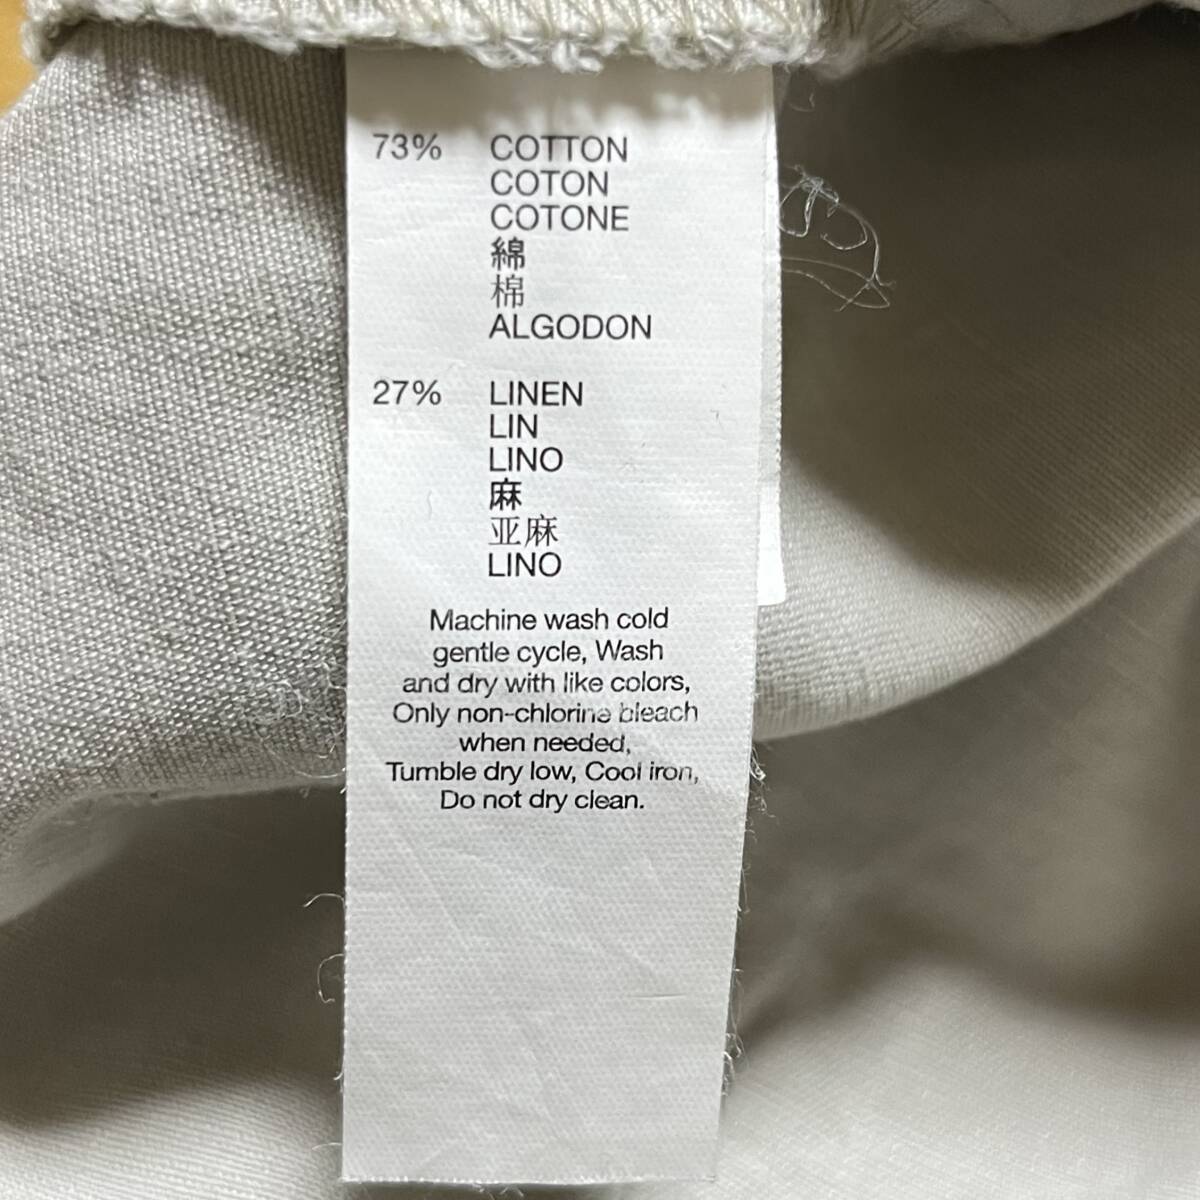 73% COTTON
COTON
COTONE
綿
棉
ALGODON
27% LINEN
LIN
LINO
麻
亚麻
LINO
Machine wash cold
gentle cycle, Wash
and dry with like colors,
Only non-chlorine bleach
when needed,
Tumble dry low, Cool iron,
Do not dry clean.